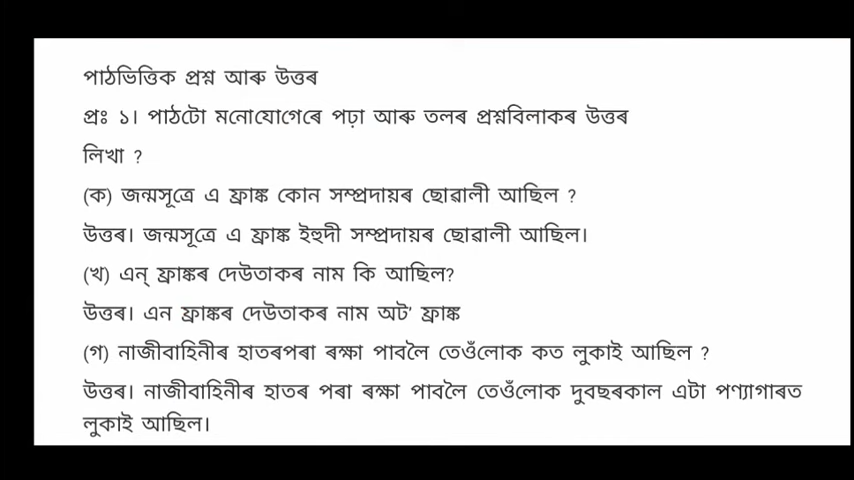 পাঠভিত্তিক প্ৰশ্ন আৰু উত্তৰ
প্ৰঃ ১। পাঠটো মনোযোগেৰে পঢ়া আৰু তলৰ প্ৰশ্নবিলাকৰ উত্তৰ
লিখা ?
(ক) জন্মসূত্ৰে এ ফ্ৰাঙ্ক কোন সম্প্ৰদায়ৰ ছোৱালী আছিল ?
উত্তৰ। জন্মসূত্ৰে এ ফ্ৰাঙ্ক ইহুদী সম্প্ৰদায়ৰ ছোৱালী আছিল।
(খ) এন্ ফ্ৰাঙ্কৰ দেউতাকৰ নাম কি আছিল?
উত্তৰ। এন ফ্ৰাঙ্কৰ দেউতাকৰ নাম অট’ ফ্ৰাঙ্ক
(গ) নাজীবাহিনীৰ হাতৰপৰা ৰক্ষা পাবলৈ তেওঁলোক কত লুকাই আছিল ?
উত্তৰ। নাজীবাহিনীৰ হাতৰ পৰা ৰক্ষা পাবলৈ তেওঁলোক দুবছৰকাল এটা পণ্যাগাৰত
লুকাই আছিল।